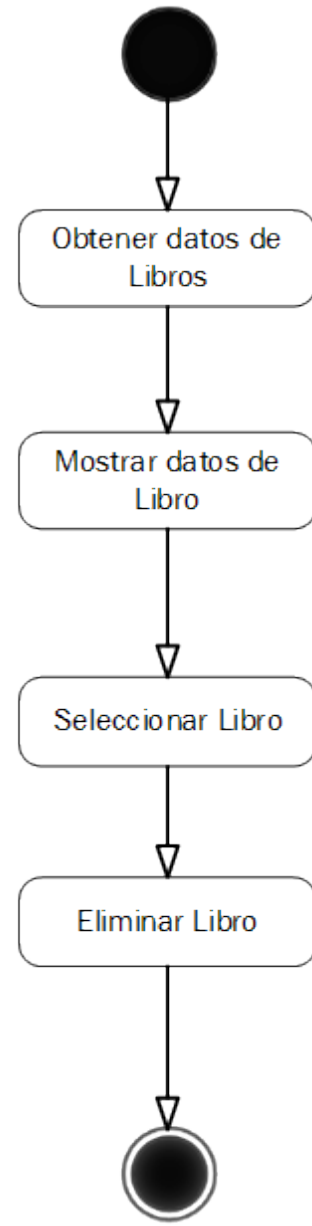 Obtener datos de
Libros
Mostrar datos de
Libro
Seleccionar Libro
Eliminar Libro